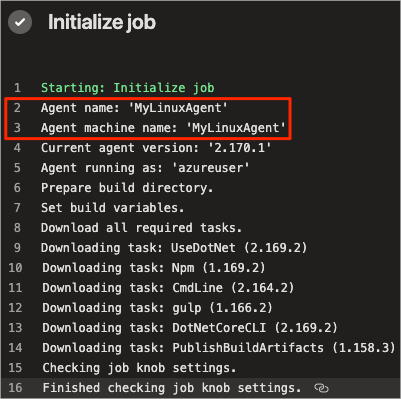 Initialize job
1 Starting: Initialize job
2 Agent name: 'MyLinuxAgent'
3 Agent machine name: 'MyLinuxAgent'
4 Current agent version: '2.170.1'
5 Agent running as: 'azureuser'
6 Prepare build directory.
7 Set build variables.
8 Download all required tasks.
9 Downloading task: UseDotNet (2.169.2)
10 Downloading task: Npm (1.169.2)
11 Downloading task: CmdLine (2.164.2)
12 Downloading task: gulp (1.166.2)
13 Downloading task: DotNetCoreCLI (2.169.2)
14 Downloading task: PublishBuildArtifacts (1.158.3)
15 Checking job knob settings.
16 Finished checking job knob settings.